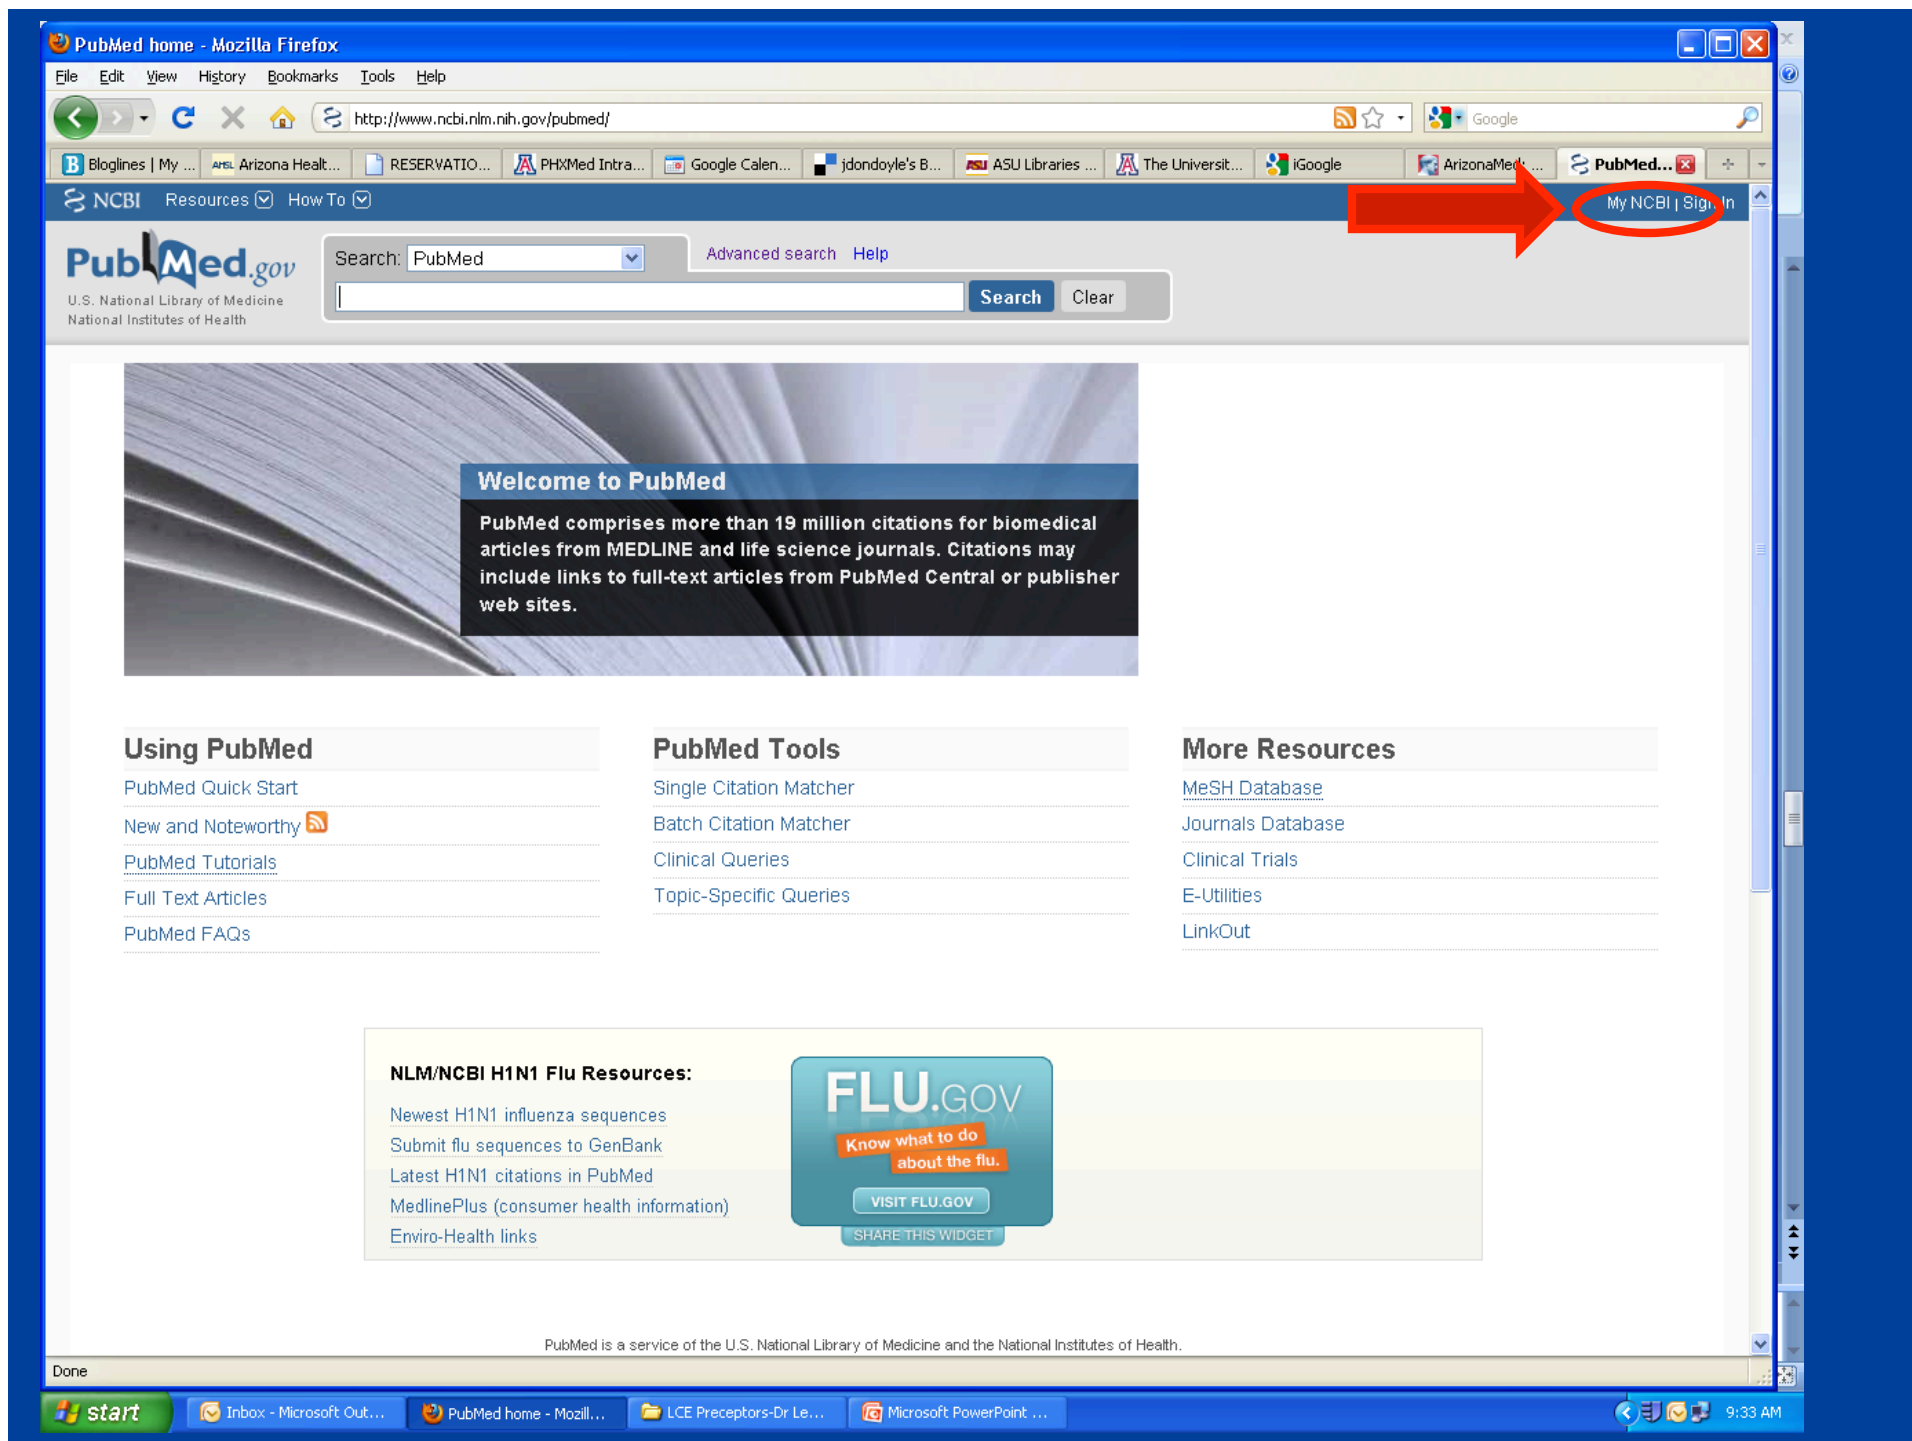 PubMed home - Mozilla Firefox
File Edit View History Bookmarks Tools Help
http://www.ncbi.nlm.nih.gov/pubmed/
Google
Bloglines | My ... Arizona Healt... RESERVATIO... PHXMed Intra... Google Calen... jdondoyle's B... ASU Libraries ... The Universit... iGoogle ArizonaMed: ... PubMed...
NCBI Resources How To My NCBI | Sign In
PubMed.gov
U.S. National Library of Medicine
National Institutes of Health
Search: PubMed Advanced search Help
Search Clear
Welcome to PubMed
PubMed comprises more than 19 million citations for biomedical
articles from MEDLINE and life science journals. Citations may
include links to full-text articles from PubMed Central or publisher
web sites.
Using PubMed
PubMed Quick Start
New and Noteworthy
PubMed Tutorials
Full Text Articles
PubMed FAQs
PubMed Tools
Single Citation Matcher
Batch Citation Matcher
Clinical Queries
Topic-Specific Queries
More Resources
MeSH Database
Journals Database
Clinical Trials
E-Utilities
LinkOut
NLM/NCBI H1N1 Flu Resources:
Newest H1N1 influenza sequences
Submit flu sequences to GenBank
Latest H1N1 citations in PubMed
MedlinePlus (consumer health information)
Enviro-Health links
FLU.GOV
Know what to do
about the flu.
VISIT FLU.GOV
SHARE THIS WIDGET
PubMed is a service of the U.S. National Library of Medicine and the National Institutes of Health.
Done
start Inbox - Microsoft Out... PubMed home - Mozill... LCE Preceptors-Dr Le... Microsoft PowerPoint ... 9:33 AM